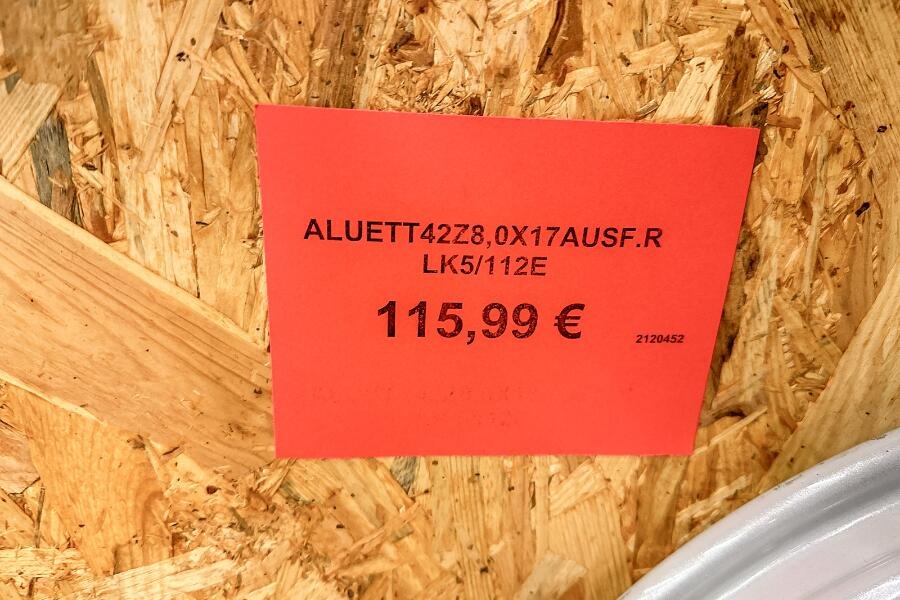 ALUETT42Z8,0X17AUSF.R
LK5/112E
115,99 €
2120452